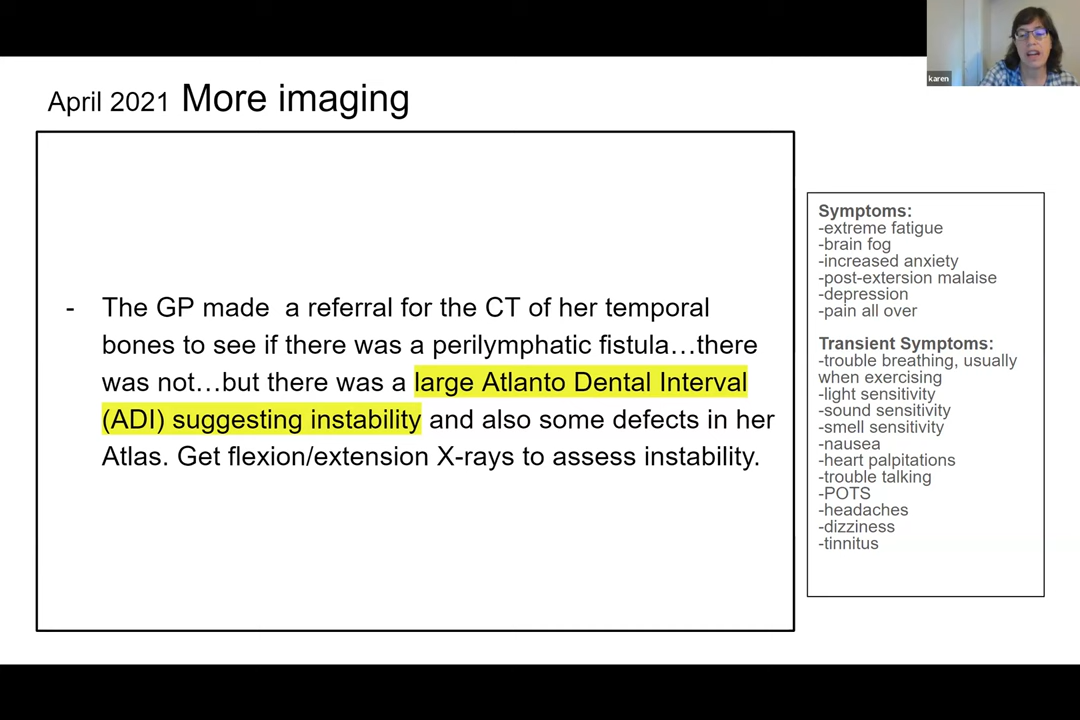 karen
April 2021 More imaging
- The GP made  a referral for the CT of her temporal
bones to see if there was a perilymphatic fistula…there
was not…but there was a large Atlanto Dental Interval
(ADI) suggesting instability and also some defects in her
Atlas. Get flexion/extension X-rays to assess instability.
Symptoms:
-extreme fatigue
-brain fog
-increased anxiety
-post-extersion malaise
-depression
-pain all over
Transient Symptoms:
-trouble breathing, usually
when exercising
-light sensitivity
-sound sensitivity
-smell sensitivity
-nausea
-heart palpitations
-trouble talking
-POTS
-headaches
-dizziness
-tinnitus